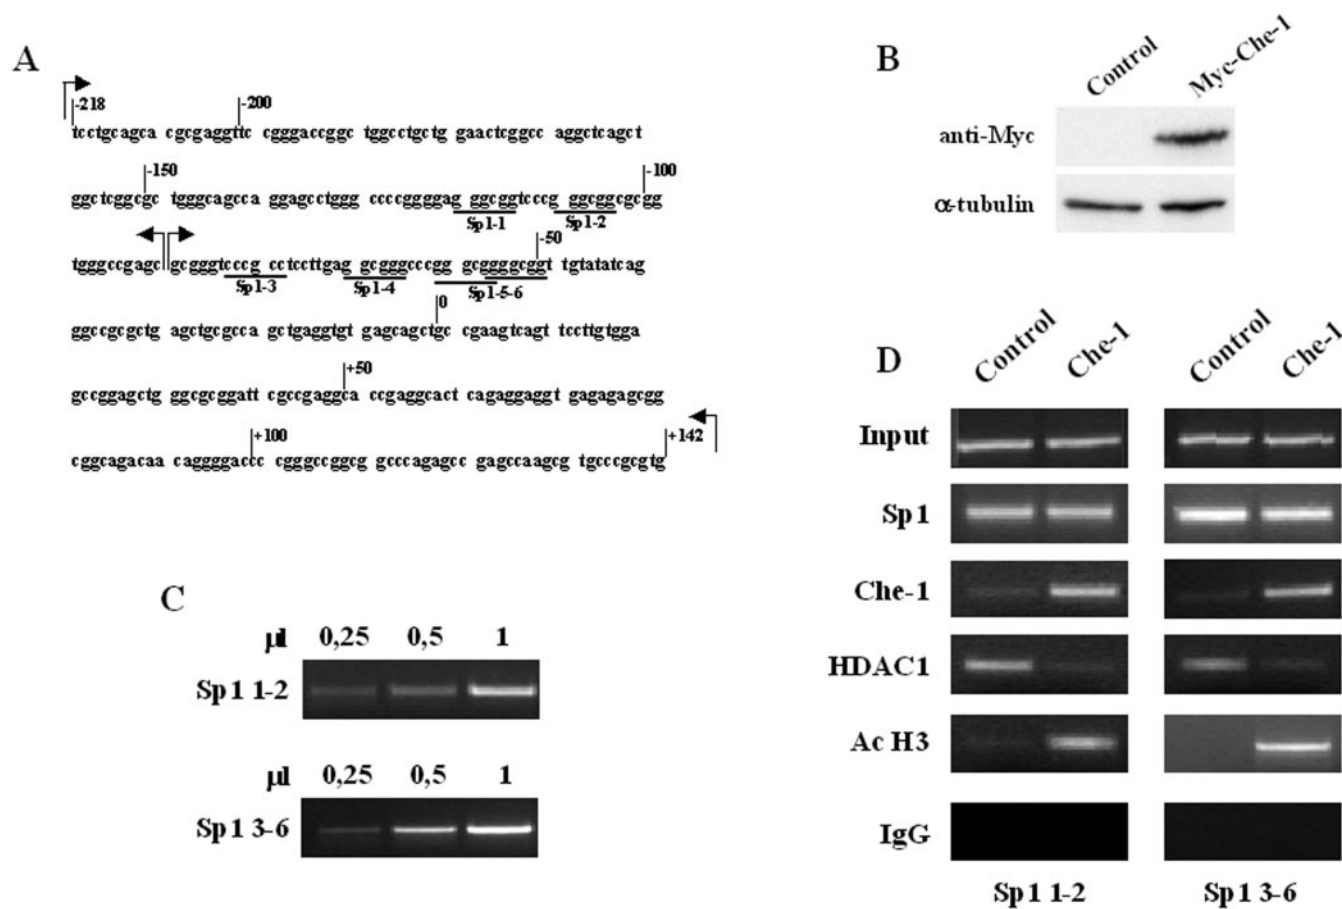 A
-218
-200
tcctgcagca cgcgaggttc cgggaccggc tggcctgctg gaactcggcc aggctcagct
-150
-100
ggctcggcgc tgggcagcca ggagcctggg ccccggggag ggcggtcccg ggcggcgcgg
Sp1-1
Sp1-2
-50
tgggccgagc gcgggtcccgcctccttgag gcgggcccgg gcggggcggt tgtatatcag
Sp1-3
Sp1-4
Sp1-5-6
0
ggccgcgctg agctgcgcca gctgaggtgt gagcagctgc cgaagtcagt tccttgtgga
+50
gccggagctg ggcgcggatt cgccgaggca ccgaggcact cagaggaggt gagagagcgg
+100
+142
cggcagacaa caggggaccc cgggccggcg gcccagagcc gagccaagcg tgcccgcgtg
B
Control
Myc-Che-1
anti-Myc
α-tubulin
C
µl 0,25 0,5 1
Sp1 1-2
µl 0,25 0,5 1
Sp1 3-6
D
Control Che-1 Control Che-1
Input
Sp1
Che-1
HDAC1
Ac H3
IgG
Sp1 1-2
Sp1 3-6